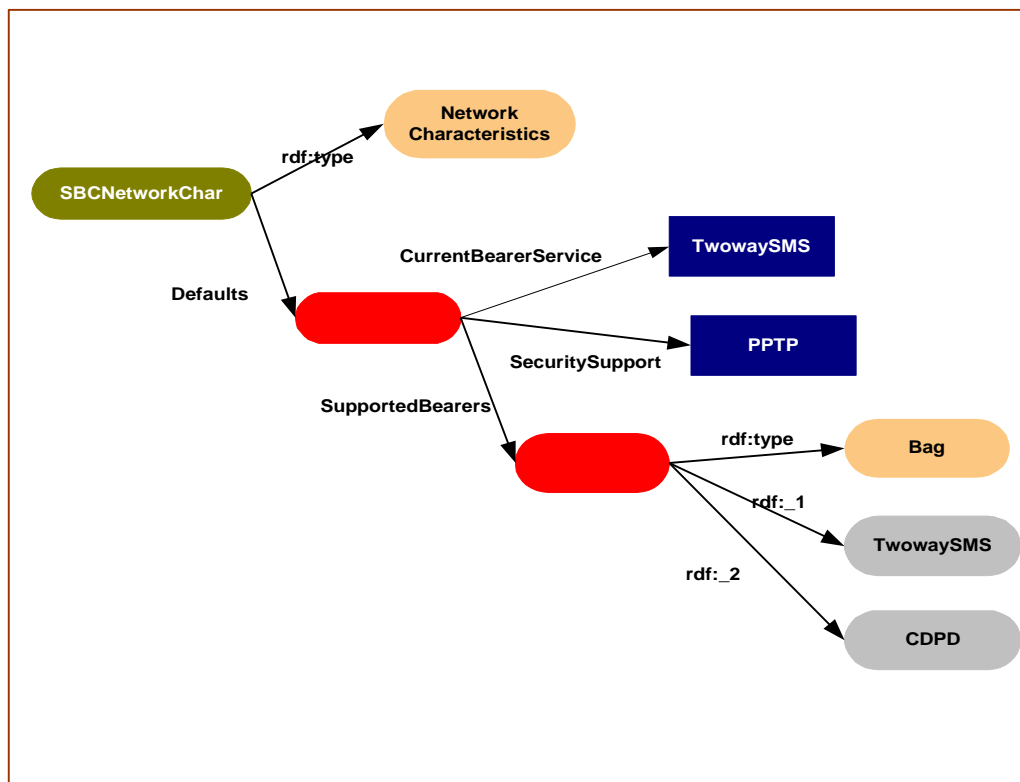 Network
Characteristics
rdf:type
SBCNetworkChar
TwowaySMS
CurrentBearerService
Defaults
PPTP
SecuritySupport
SupportedBearers
rdf:type
Bag
rdf:_1
TwowaySMS
rdf:_2
CDPD